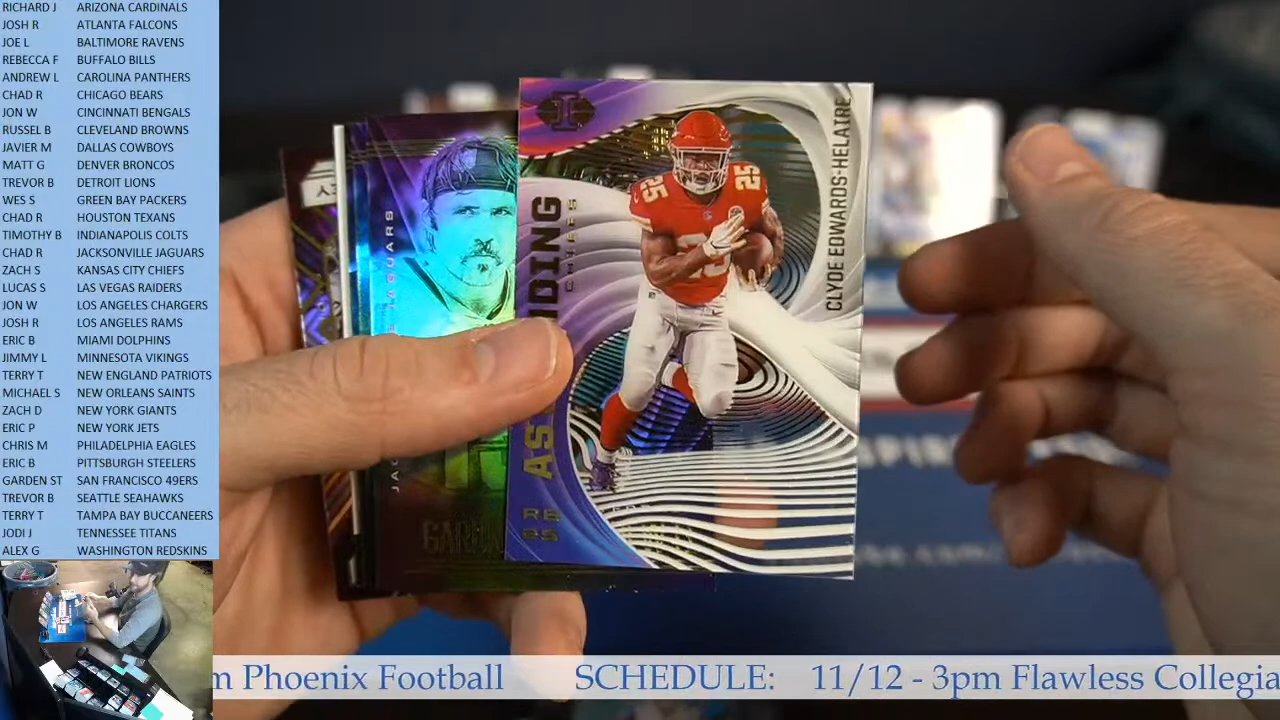 RICHARD J ARIZONA CARDINALS
JOSH R ATLANTA FALCONS
JOE L BALTIMORE RAVENS
REBECCA F BUFFALO BILLS
ANDREW L CAROLINA PANTHERS
CHAD R CHICAGO BEARS
JON W CINCINNATI BENGALS
RUSSEL B CLEVELAND BROWNS
JAVIER M DALLAS COWBOYS
MATT G DENVER BRONCOS
TREVOR B DETROIT LIONS
WES S GREEN BAY PACKERS
CHAD R HOUSTON TEXANS
TIMOTHY B INDIANAPOLIS COLTS
CHAD R JACKSONVILLE JAGUARS
ZACH S KANSAS CITY CHIEFS
LUCAS S LAS VEGAS RAIDERS
JON W LOS ANGELES CHARGERS
JOSH R LOS ANGELES RAMS
ERIC B MIAMI DOLPHINS
JIMMY L MINNESOTA VIKINGS
TERRY T NEW ENGLAND PATRIOTS
MICHAEL S NEW ORLEANS SAINTS
ZACH D NEW YORK GIANTS
ERIC P NEW YORK JETS
CHRIS M PHILADELPHIA EAGLES
ERIC B PITTSBURGH STEELERS
GARDEN ST SAN FRANCISCO 49ERS
TREVOR B SEATTLE SEAHAWKS
TERRY T TAMPA BAY BUCCANEERS
JODI J TENNESSEE TITANS
ALEX G WASHINGTON REDSKINS
I
CLYDE EDWARDS-HELAIRE
CHIEFS
25
25
25
RB
25
m Phoenix Football SCHEDULE: 11/12 - 3pm Flawless Collegia